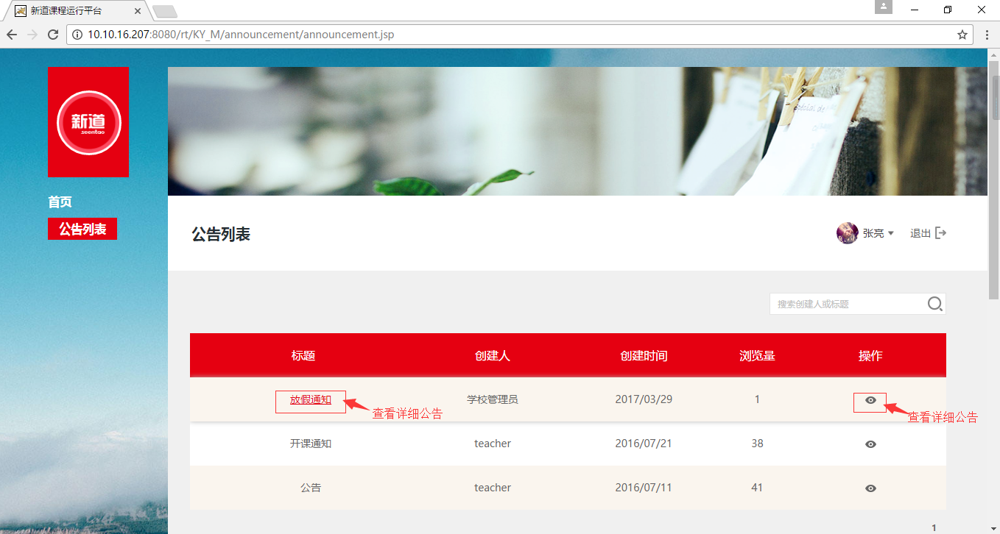 新道课程运行平台
10.10.16.207:8080/rt/KY_M/announcement/announcement.jsp
新道
seentao
首页
公告列表
公告列表
张亮
退出
搜索创建人或标题
标题 创建人 创建时间 浏览量 操作
放假通知 学校管理员 2017/03/29 1
查看详细公告
查看详细公告
开课通知 teacher 2016/07/21 38
公告 teacher 2016/07/11 41
1